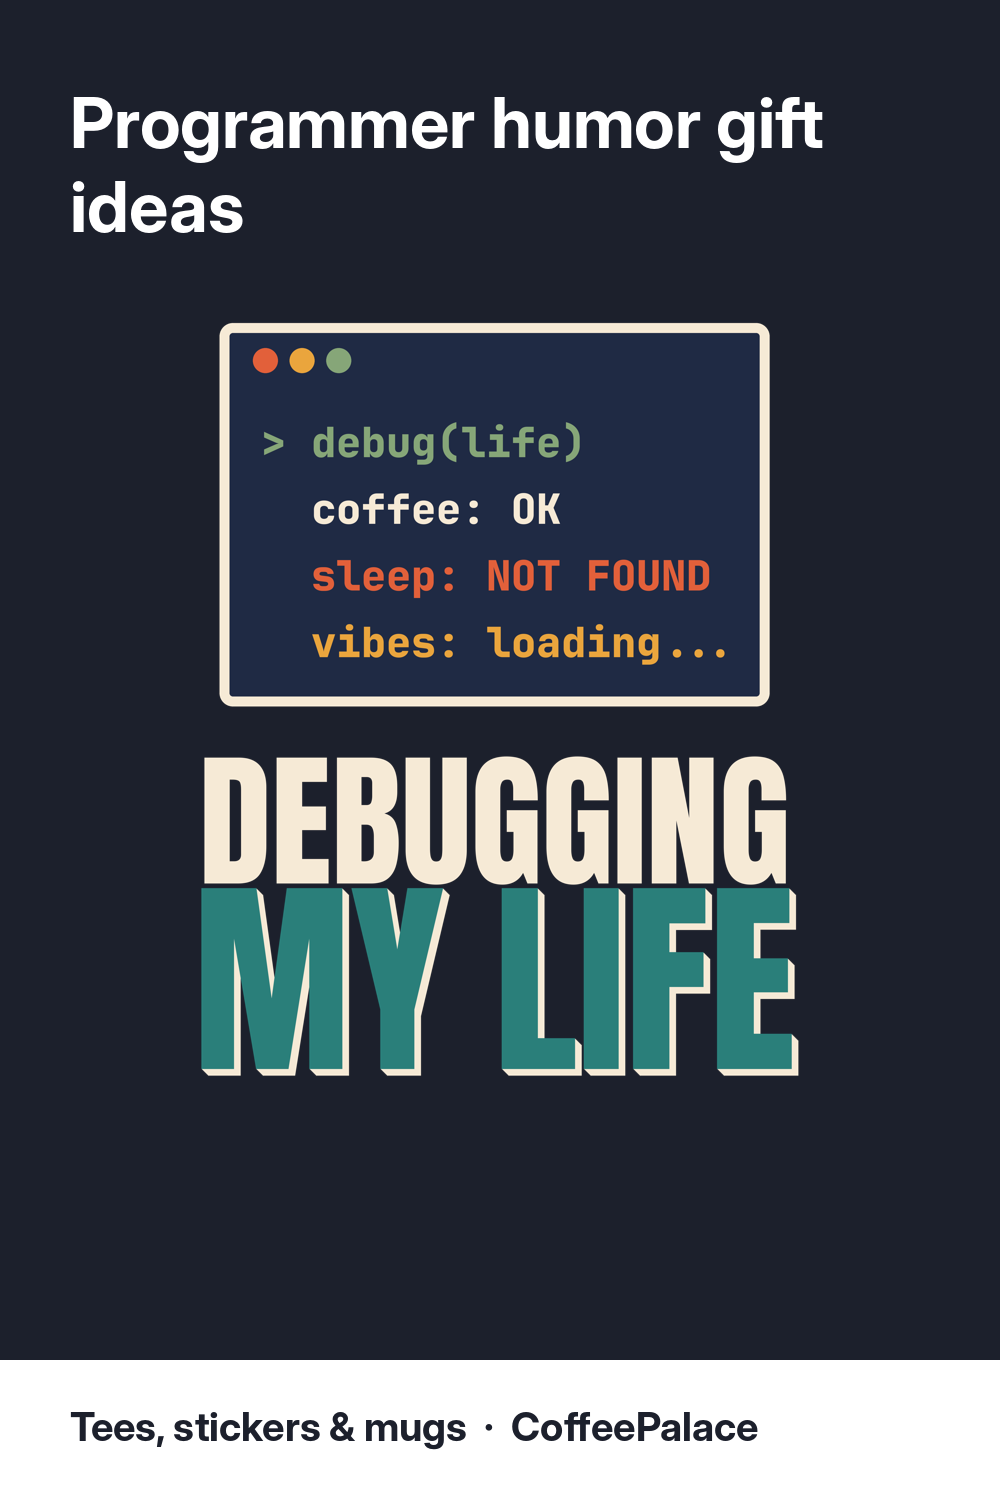 Programmer humor gift
ideas
> debug(life)
coffee: OK
sleep: NOT FOUND
vibes: loading...
DEBUGGING
MY LIFE
Tees, stickers & mugs · CoffeePalace